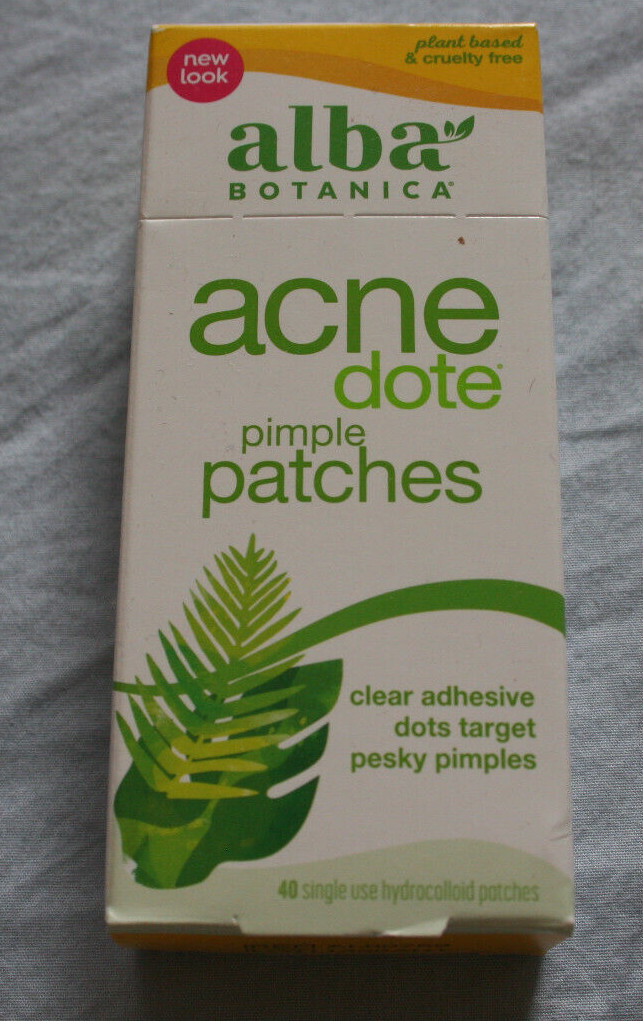 new
look
plant based
& cruelty free
alba
BOTANICA®
acne
dote®
pimple
patches
clear adhesive
dots target
pesky pimples
40 single use hydrocolloid patches